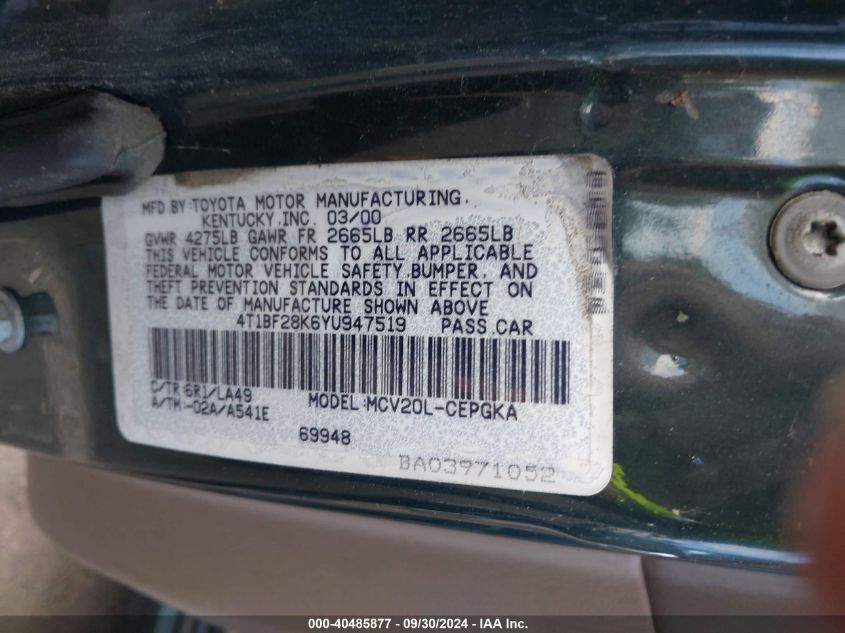 MFD BY:TOYOTA MOTOR MANUFACTURING,
KENTUCKY,INC. 03/00
GVWR 4275LB GAWR FR 2665LB RR 2665LB
THIS VEHICLE CONFORMS TO ALL APPLICABLE
FEDERAL MOTOR VEHICLE SAFETY,BUMPER, AND
THEFT PREVENTION STANDARDS IN EFFECT ON
THE DATE OF MANUFACTURE SHOWN ABOVE
4T1BF28K6YU947519 PASS.CAR
C/TR:6R1/LA49
A/TM:-02A/A541E
MODEL:MCV20L-CEPGKA
69948
BA03971052
000-40485877 - 09/30/2024 - IAA Inc.